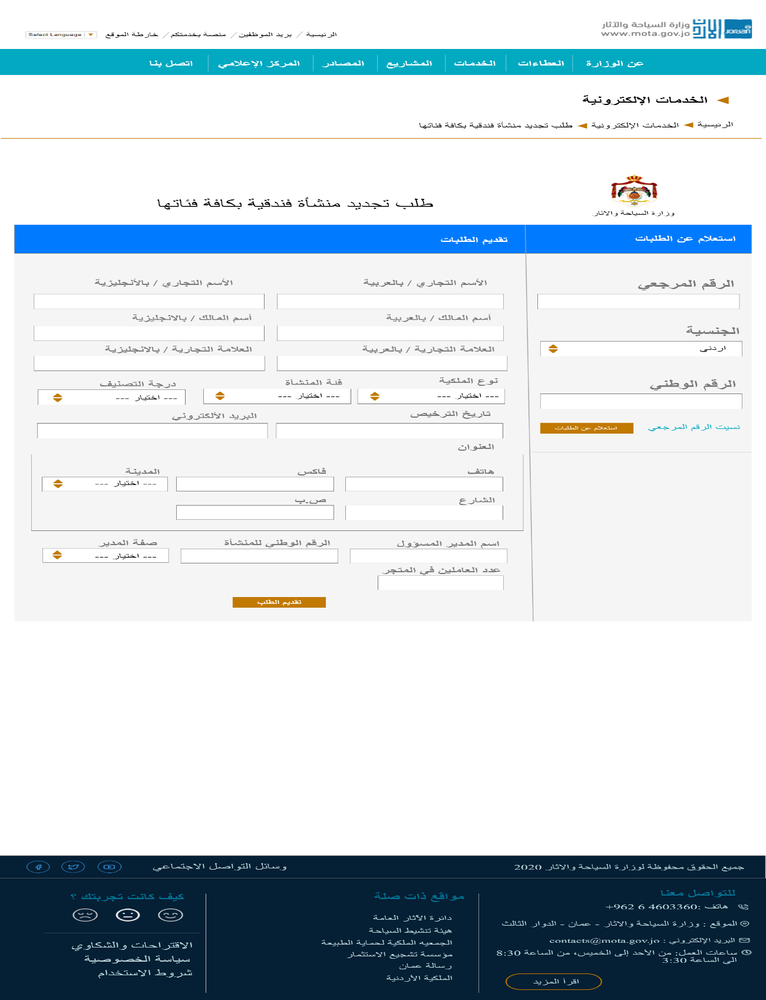 وزارة السياحة والآثار
www.mota.gov.jo
Jordan
الرئيسية / بريد الموظفين / منصة بخدمتكم / خارطة الموقع
Select Language
عن الوزارة
العطاءات
الخدمات
المشاريع
المصادر
المركز الإعلامي
اتصل بنا
الخدمات الإلكترونية
الرئيسية
الخدمات الإلكترونية
طلب تجديد منشأة فندقية بكافة فئاتها
وزارة السياحة والاثار
طلب تجديد منشأة فندقية بكافة فئاتها
استعلام عن الطلبات
الرقم المرجعي
الجنسية
اردني
الرقم الوطني
نسيت الرقم المرجعي
استعلام عن الطلبات
تقديم الطلبات
الأسم التجاري / بالعربية
الأسم التجاري / بالأنجليزية
أسم المالك / بالعربية
أسم المالك / بالانجليزية
العلامة التجارية / بالعربية
العلامة التجارية / بالانجليزية
نوع الملكية
فئة المنشأة
درجة التصنيف
--- اختيار ---
--- اختيار ---
--- اختيار ---
تاريخ الترخيص
البريد الألكتروني
العنوان
هاتف
فاكس
المدينة
--- اختيار ---
الشارع
ص.ب
اسم المدير المسؤول
الرقم الوطني للمنشأة
صفة المدير
--- اختيار ---
عدد العاملين في المتجر
تقديم الطلب
جميع الحقوق محفوظة لوزارة السياحة والاثار 2020
وسائل التواصل الاجتماعي
للتواصل معنا
هاتف :4603360 6 962+
الموقع : وزارة السياحة والاثار - عمان - الدوار الثالث
البريد الإلكتروني : contacts@mota.gov.jo
ساعات العمل: من الأحد إلى الخميس، من الساعة 8:30
الى الساعة 3:30
اقرأ المزيد
مواقع ذات صلة
دائرة الآثار العامة
هيئة تنشيط السياحة
الجمعيه الملكية لحماية الطبيعة
مؤسسة تشجيع الاستثمار
رسالة عمان
الملكية الأردنية
كيف كانت تجربتك ؟
الاقتراحات والشكاوي
سياسة الخصوصية
شروط الاستخدام